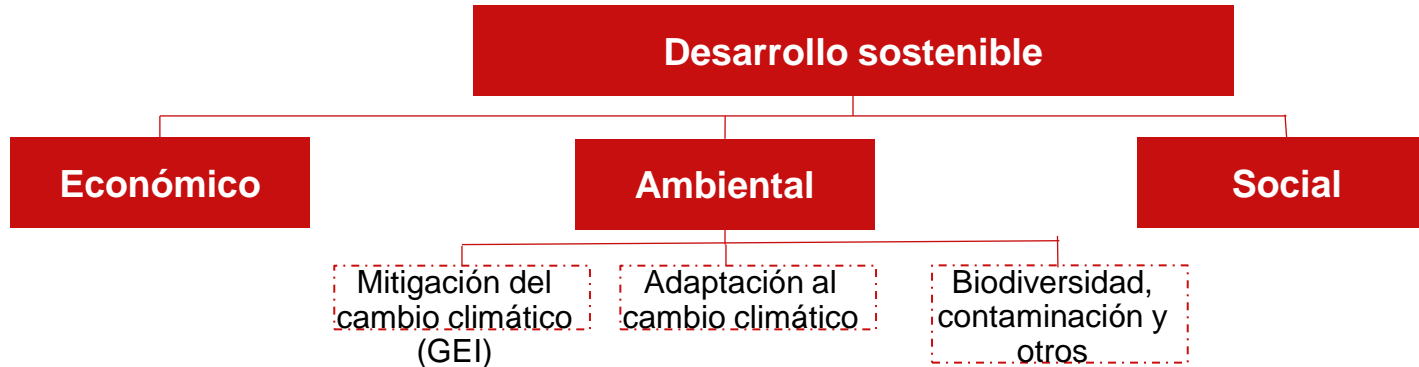 Desarrollo sostenible
Económico
Ambiental
Social
Mitigación del
cambio climático
(GEI)
Adaptación al
cambio climático
Biodiversidad,
contaminación y
otros